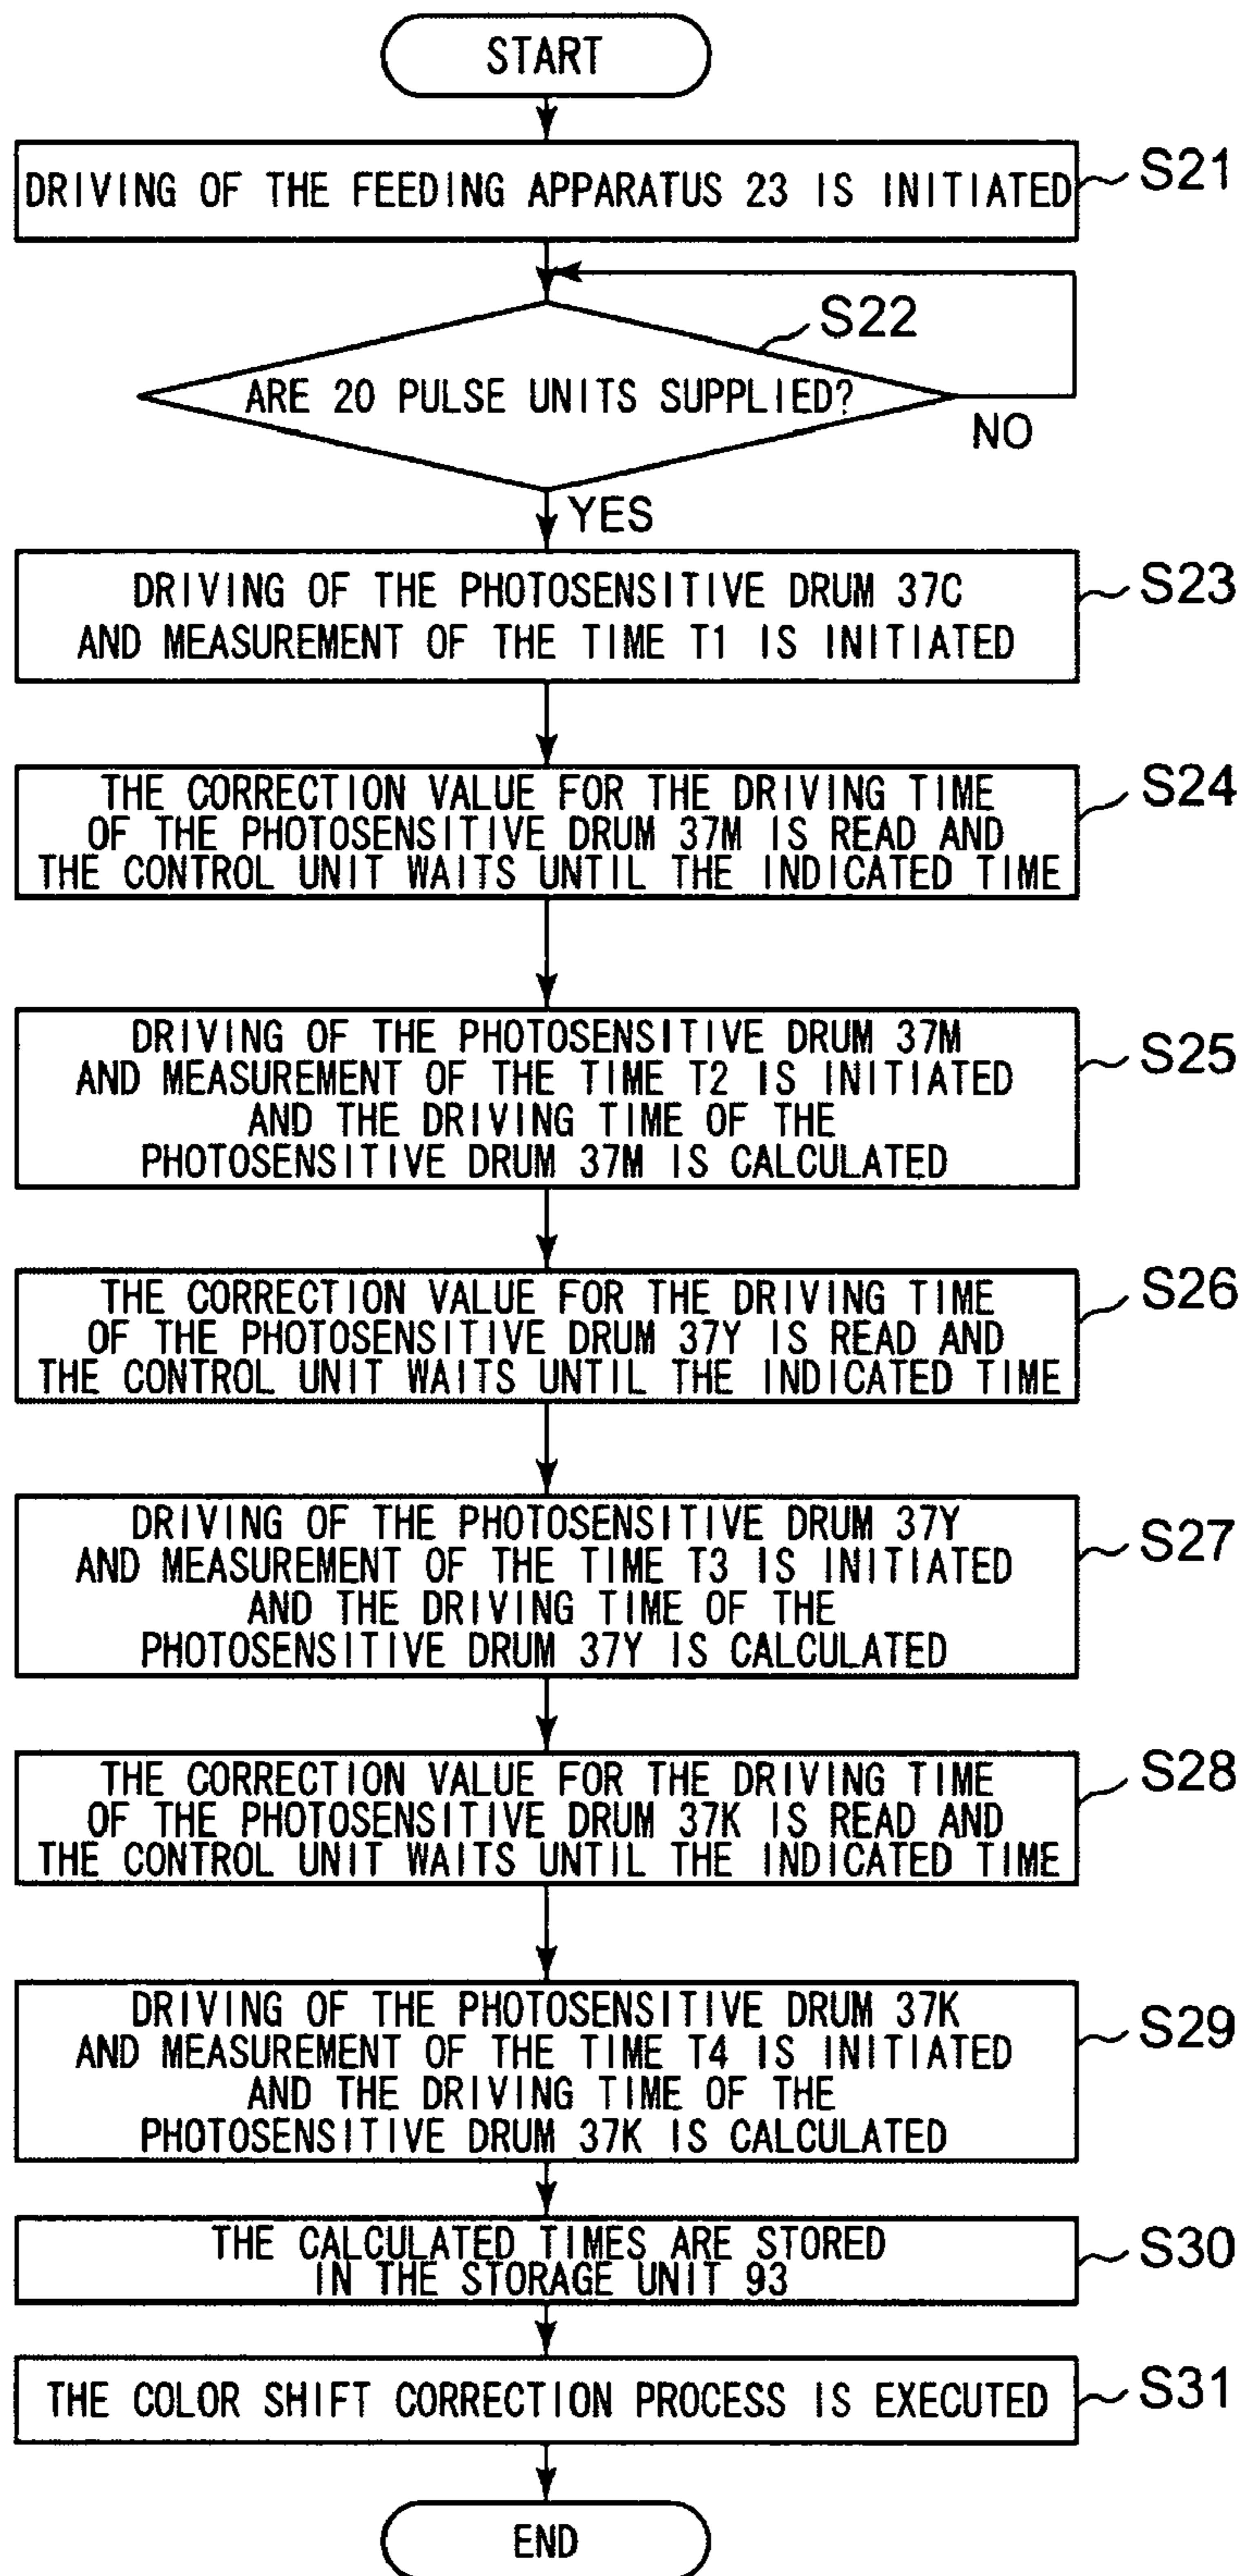 START
DRIVING OF THE FEEDING APPARATUS 23 IS INITIATED
S21
S22
ARE 20 PULSE UNITS SUPPLIED?
NO
YES
DRIVING OF THE PHOTOSENSITIVE DRUM 37C
AND MEASUREMENT OF THE TIME T1 IS INITIATED
S23
THE CORRECTION VALUE FOR THE DRIVING TIME
OF THE PHOTOSENSITIVE DRUM 37M IS READ AND
THE CONTROL UNIT WAITS UNTIL THE INDICATED TIME
S24
DRIVING OF THE PHOTOSENSITIVE DRUM 37M
AND MEASUREMENT OF THE TIME T2 IS INITIATED
AND THE DRIVING TIME OF THE
PHOTOSENSITIVE DRUM 37M IS CALCULATED
S25
THE CORRECTION VALUE FOR THE DRIVING TIME
OF THE PHOTOSENSITIVE DRUM 37Y IS READ AND
THE CONTROL UNIT WAITS UNTIL THE INDICATED TIME
S26
DRIVING OF THE PHOTOSENSITIVE DRUM 37Y
AND MEASUREMENT OF THE TIME T3 IS INITIATED
AND THE DRIVING TIME OF THE
PHOTOSENSITIVE DRUM 37Y IS CALCULATED
S27
THE CORRECTION VALUE FOR THE DRIVING TIME
OF THE PHOTOSENSITIVE DRUM 37K IS READ AND
THE CONTROL UNIT WAITS UNTIL THE INDICATED TIME
S28
DRIVING OF THE PHOTOSENSITIVE DRUM 37K
AND MEASUREMENT OF THE TIME T4 IS INITIATED
AND THE DRIVING TIME OF THE
PHOTOSENSITIVE DRUM 37K IS CALCULATED
S29
THE CALCULATED TIMES ARE STORED
IN THE STORAGE UNIT 93
S30
THE COLOR SHIFT CORRECTION PROCESS IS EXECUTED
S31
END